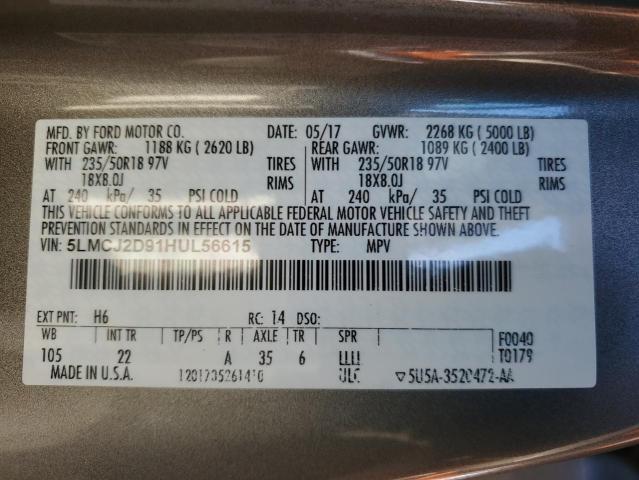 MFD. BY FORD MOTOR CO. DATE: 05/17 GVWR: 2268 KG ( 5000 LB)
FRONT GAWR: 1188 KG ( 2620 LB) REAR GAWR: 1089 KG ( 2400 LB)
WITH 235/50R18 97V TIRES WITH 235/50R18 97V TIRES
18X8.0J RIMS 18X8.0J RIMS
AT 240 kPa/ 35 PSI COLD AT 240 kPa/ 35 PSI COLD
THIS VEHICLE CONFORMS TO ALL APPLICABLE FEDERAL MOTOR VEHICLE SAFETY AND THEFT
PREVENTION STANDARDS IN EFFECT ON THE DATE OF MANUFACTURE SHOWN ABOVE.
VIN: 5LMCJ2D91HUL56615 TYPE: MPV
EXT PNT: H6 RC: 14 DSO:
WB INT TR TP/PS R AXLE TR SPR F0040
105 22 A 35 6 LLLL T0179
MADE IN U.S.A. ULC ▽5U5A-3520472-AA